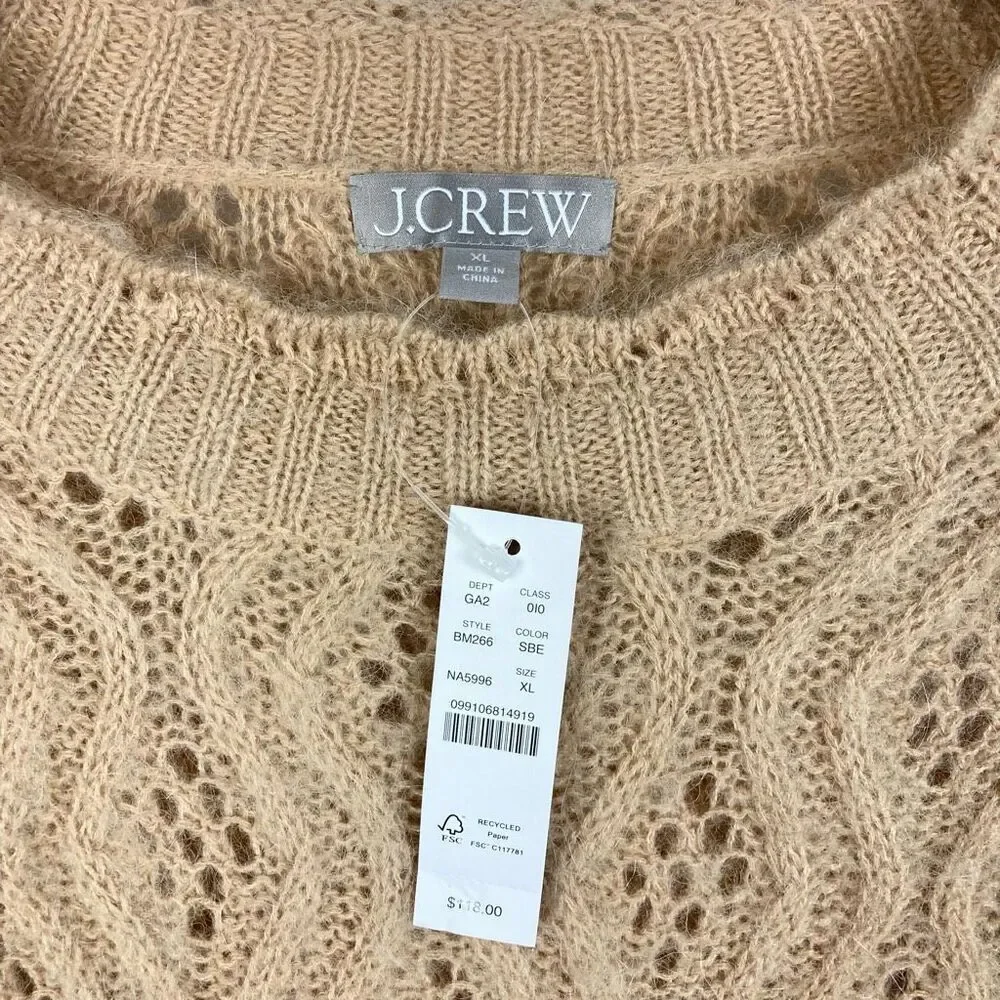 J.CREW
XL
MADE IN
CHINA
DEPT CLASS
GA2 0I0
STYLE COLOR
BM266 SBE
NA5996 SIZE
XL
099106814919
RECYCLED
Paper
FSC FSC® C117781
$118.00